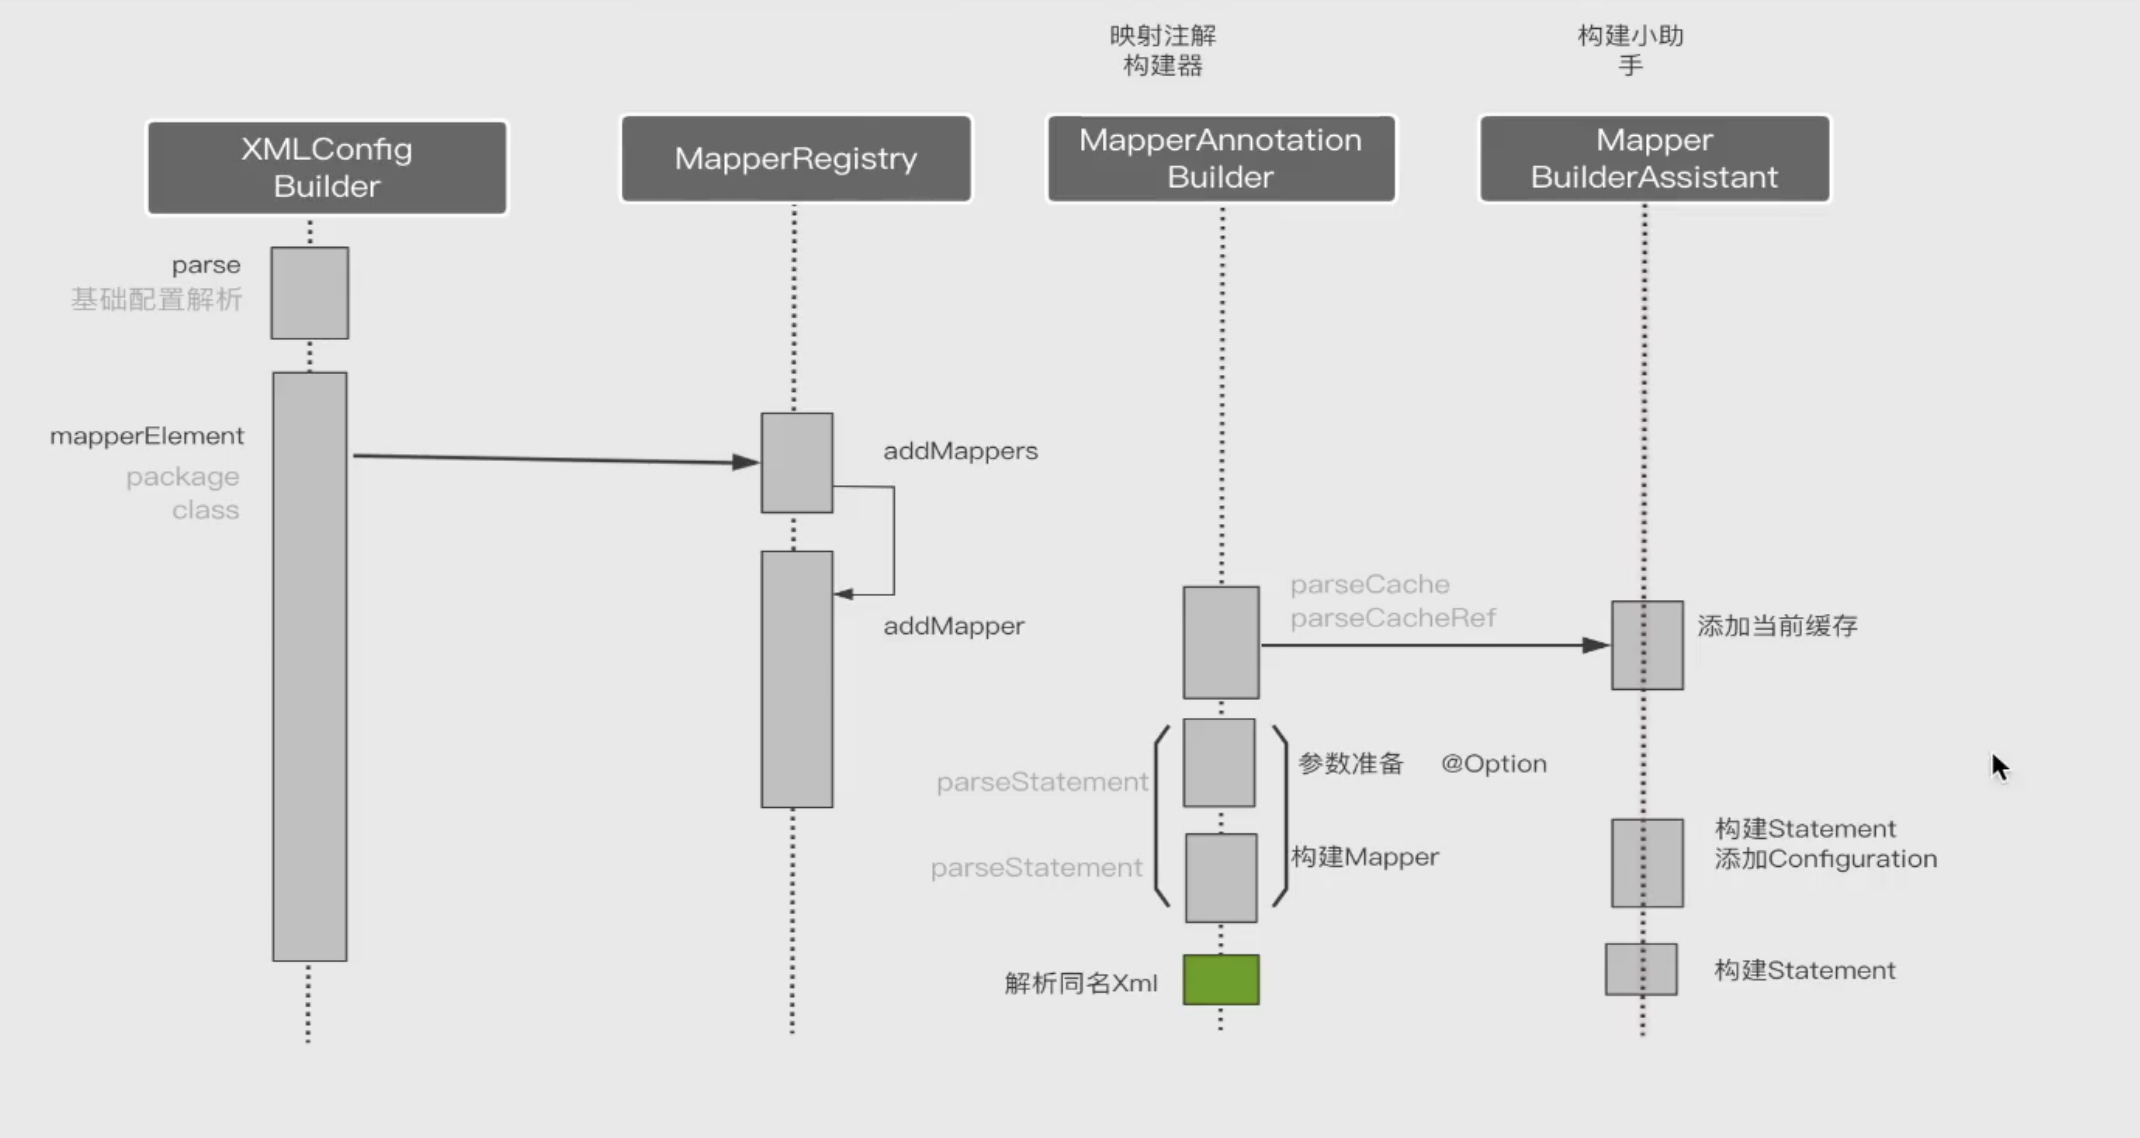 映射注解
构建器
构建小助
手
XMLConfig
Builder
MapperRegistry
MapperAnnotation
Builder
Mapper
BuilderAssistant
parse
基础配置解析
mapperElement
package
class
addMappers
addMapper
parseCache
parseCacheRef
添加当前缓存
parseStatement
参数准备 @Option
parseStatement
构建Mapper
构建Statement
添加Configuration
解析同名Xml
构建Statement